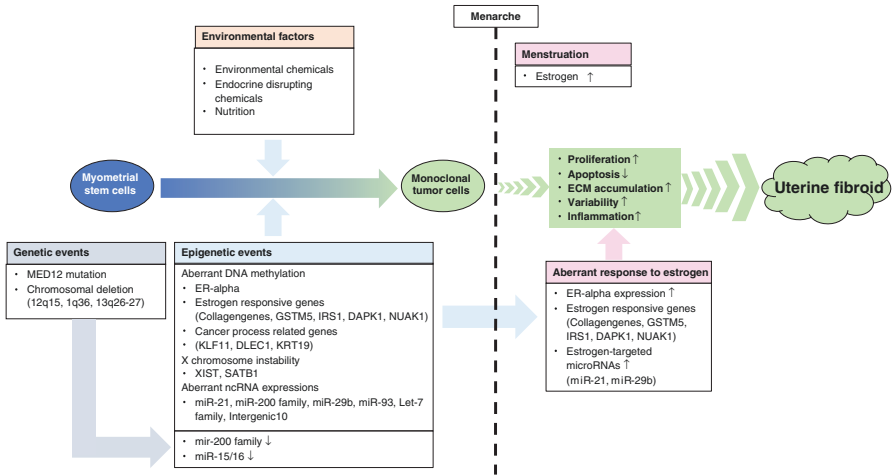 Menarche
Environmental factors
• Environmental chemicals
• Endocrine disrupting
chemicals
• Nutrition
Menstruation
• Estrogen ↑
Myometrial
stem cells
Monoclonal
tumor cells
• Proliferation↑
• Apoptosis↓
• ECM accumulation↑
• Variability↑
• Inflammation↑
Uterine fibroid
Genetic events
• MED12 mutation
• Chromosomal deletion
(12q15, 1q36, 13q26-27)
Epigenetic events
Aberrant DNA methylation
• ER-alpha
• Estrogen responsive genes
(Collagengenes, GSTM5, IRS1, DAPK1, NUAK1)
• Cancer process related genes
• (KLF11, DLEC1, KRT19)
X chromosome instability
• XIST, SATB1
Aberrant ncRNA expressions
• miR-21, miR-200 family, miR-29b, miR-93, Let-7
family, Intergenic10
• mir-200 family ↓
• miR-15/16 ↓
Aberrant response to estrogen
• ER-alpha expression ↑
• Estrogen responsive genes
(Collagengenes, GSTM5,
IRS1, DAPK1, NUAK1)
• Estrogen-targeted
microRNAs ↑
(miR-21, miR-29b)